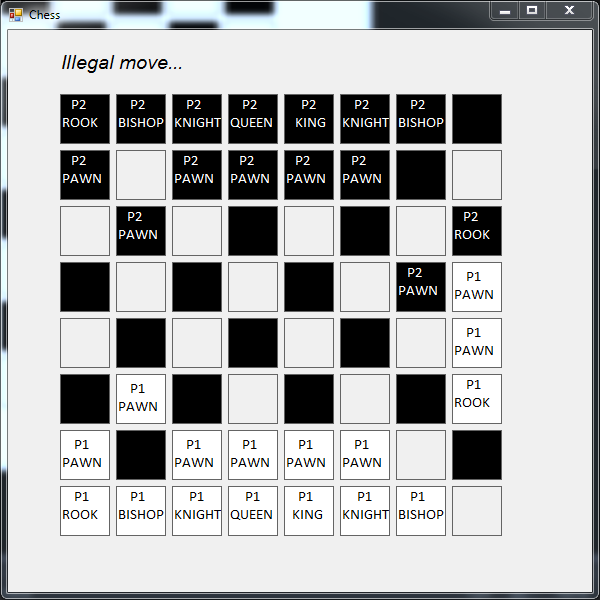 Chess
Illegal move...
P2 P2 P2 P2 P2 P2 P2
ROOK BISHOP KNIGHT QUEEN KING KNIGHT BISHOP
P2 P2 P2 P2 P2
PAWN PAWN PAWN PAWN PAWN
P2 P2
PAWN ROOK
P2 P1
PAWN PAWN
P1
PAWN
P1 P1
PAWN ROOK
P1 P1 P1 P1 P1
PAWN PAWN PAWN PAWN PAWN
P1 P1 P1 P1 P1 P1 P1
ROOK BISHOP KNIGHT QUEEN KING KNIGHT BISHOP